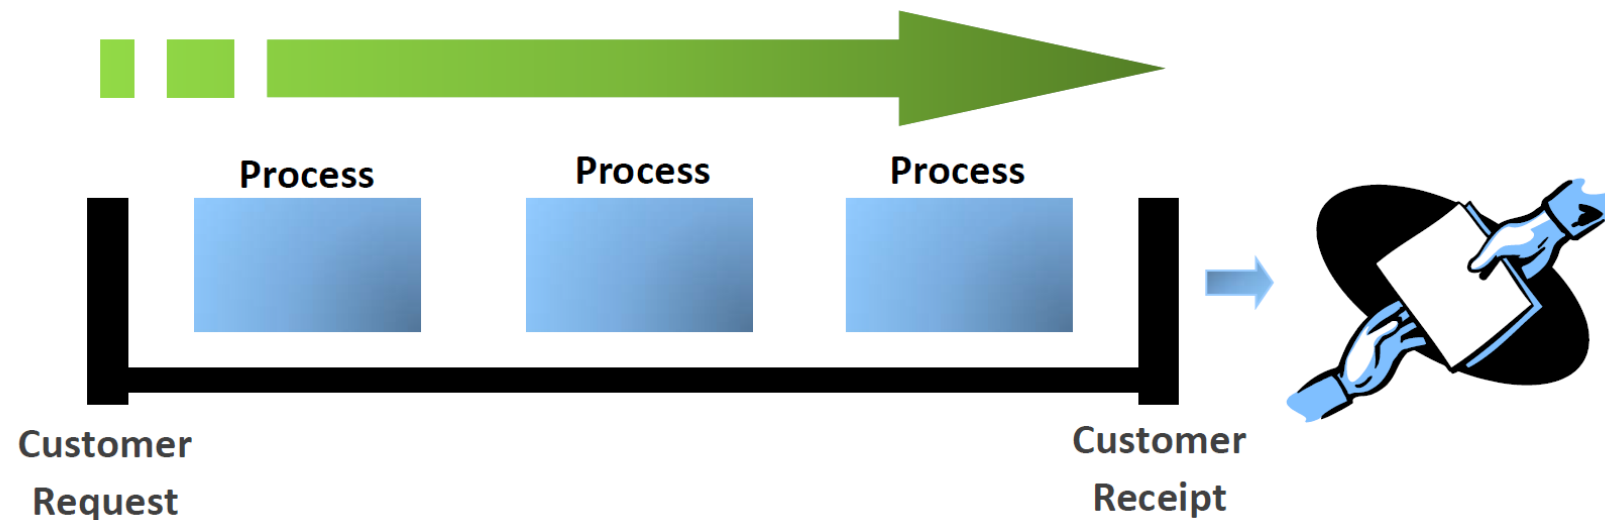 Process
Process
Process
Customer
Request
Customer
Receipt